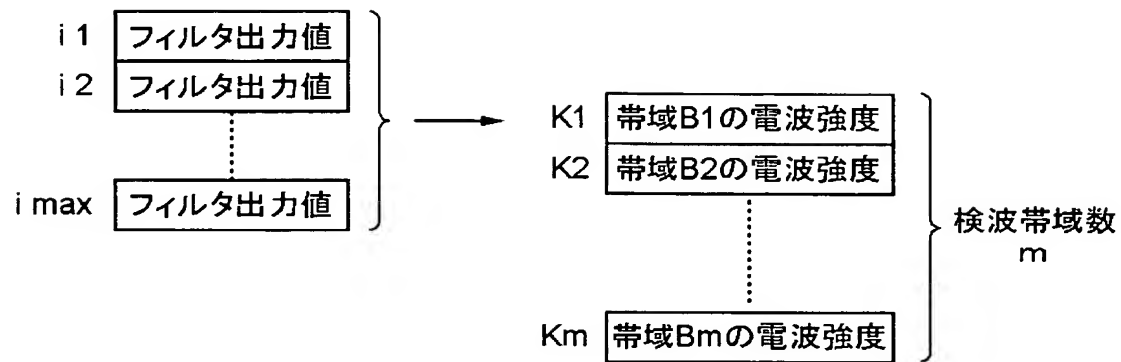 i 1 フィルタ出力値
i 2 フィルタ出力値
i max フィルタ出力値
K1 帯域B1の電波強度
K2 帯域B2の電波強度
Km 帯域Bmの電波強度
検波帯域数
m